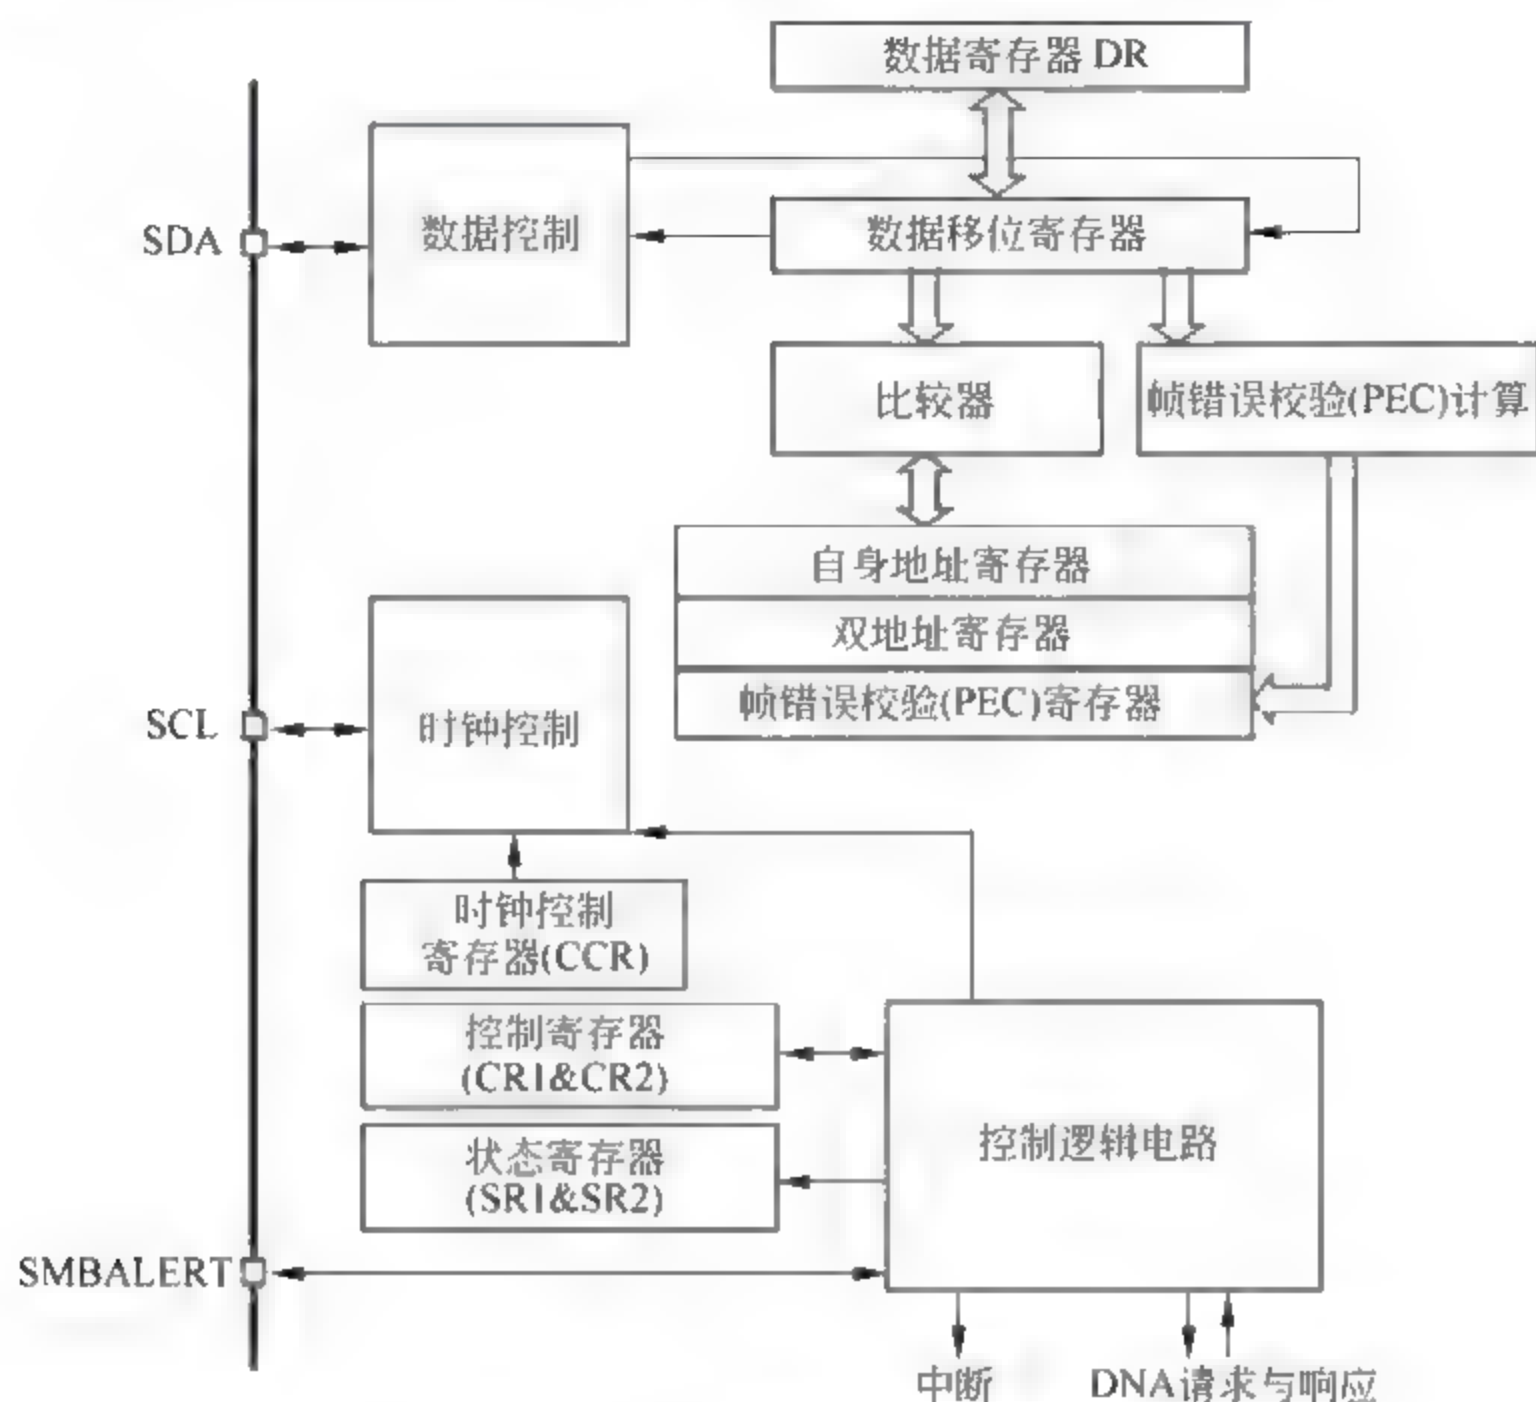 数据寄存器 DR
SDA
数据控制
数据移位寄存器
比较器
帧错误校验(PEC)计算
自身地址寄存器
双地址寄存器
帧错误校验(PEC)寄存器
SCL
时钟控制
时钟控制
寄存器(CCR)
控制寄存器
(CR1&CR2)
控制逻辑电路
状态寄存器
(SR1&SR2)
SMBALERT
中断
DNA请求与响应